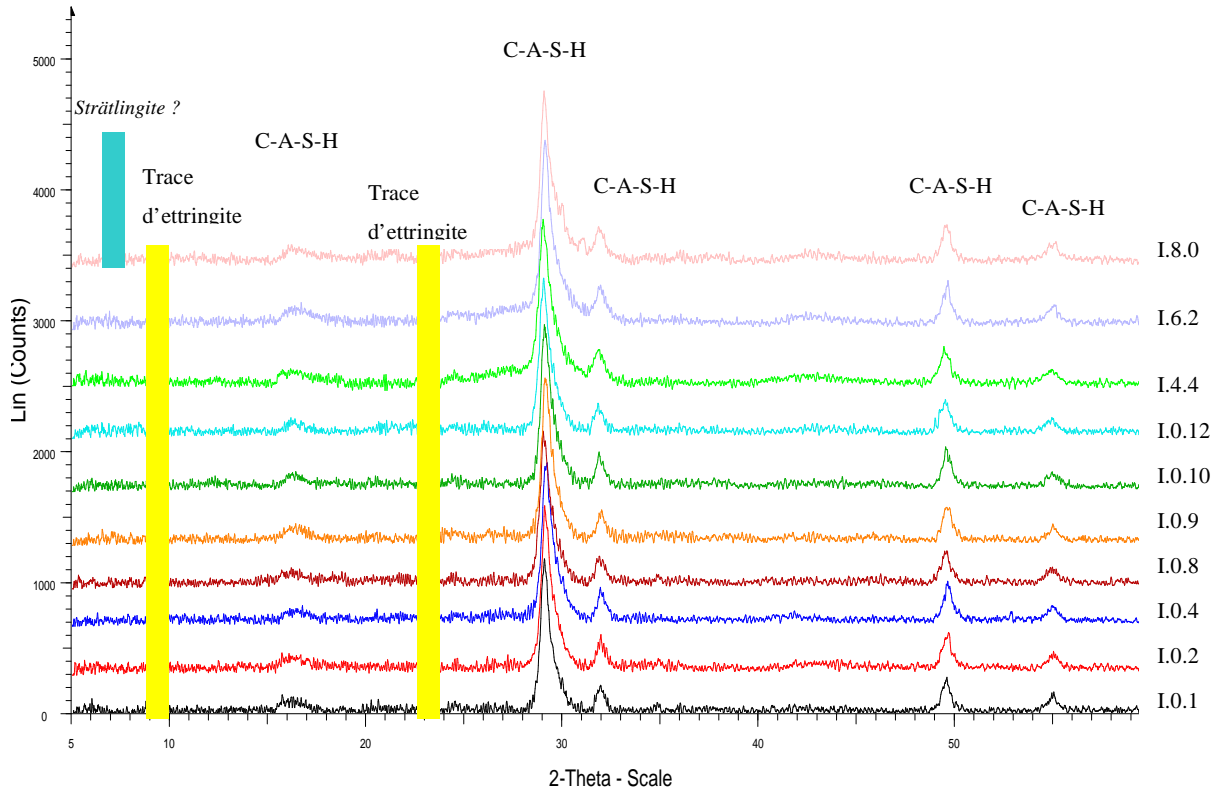 C-A-S-H
5000
Strätlingite ?
C-A-S-H
Trace
d'ettringite
Trace
d'ettringite
C-A-S-H
C-A-S-H
C-A-S-H
4000
I.8.0
3000
I.6.2
I.4.4
I.0.12
2000
I.0.10
I.0.9
I.0.8
1000
I.0.4
I.0.2
I.0.1
0
Lin (Counts)
5
10
20
30
40
50
2-Theta - Scale